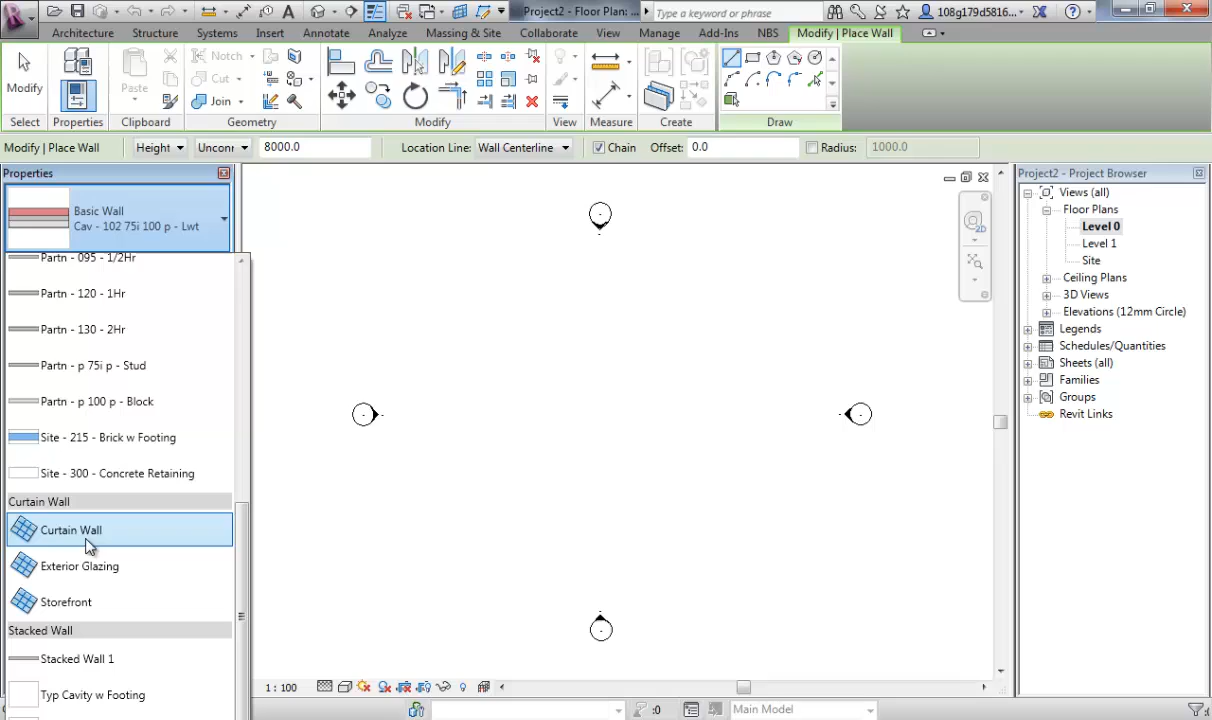 Project2 - Floor Plan: ...
Type a keyword or phrase
108g179d5816...
Architecture Structure Systems Insert Annotate Analyze Massing & Site Collaborate View Manage Add-Ins NBS Modify | Place Wall
Modify
Paste
Notch
Cut
Join
Select Properties Clipboard Geometry Modify View Measure Create Draw
Modify | Place Wall Height Unconr 8000.0 Location Line: Wall Centerline Chain Offset: 0.0 Radius: 1000.0
Properties
Basic Wall
Cav - 102 75i 100 p - Lwt
Partn - 095 - 1/2Hr
Partn - 120 - 1Hr
Partn - 130 - 2Hr
Partn - p 75i p - Stud
Partn - p 100 p - Block
Site - 215 - Brick w Footing
Site - 300 - Concrete Retaining
Curtain Wall
Curtain Wall
Exterior Glazing
Storefront
Stacked Wall
Stacked Wall 1
Typ Cavity w Footing
2D
Project2 - Project Browser
Views (all)
Floor Plans
Level 0
Level 1
Site
Ceiling Plans
3D Views
Elevations (12mm Circle)
Legends
Schedules/Quantities
Sheets (all)
Families
Groups
Revit Links
1 : 100
:0
Main Model